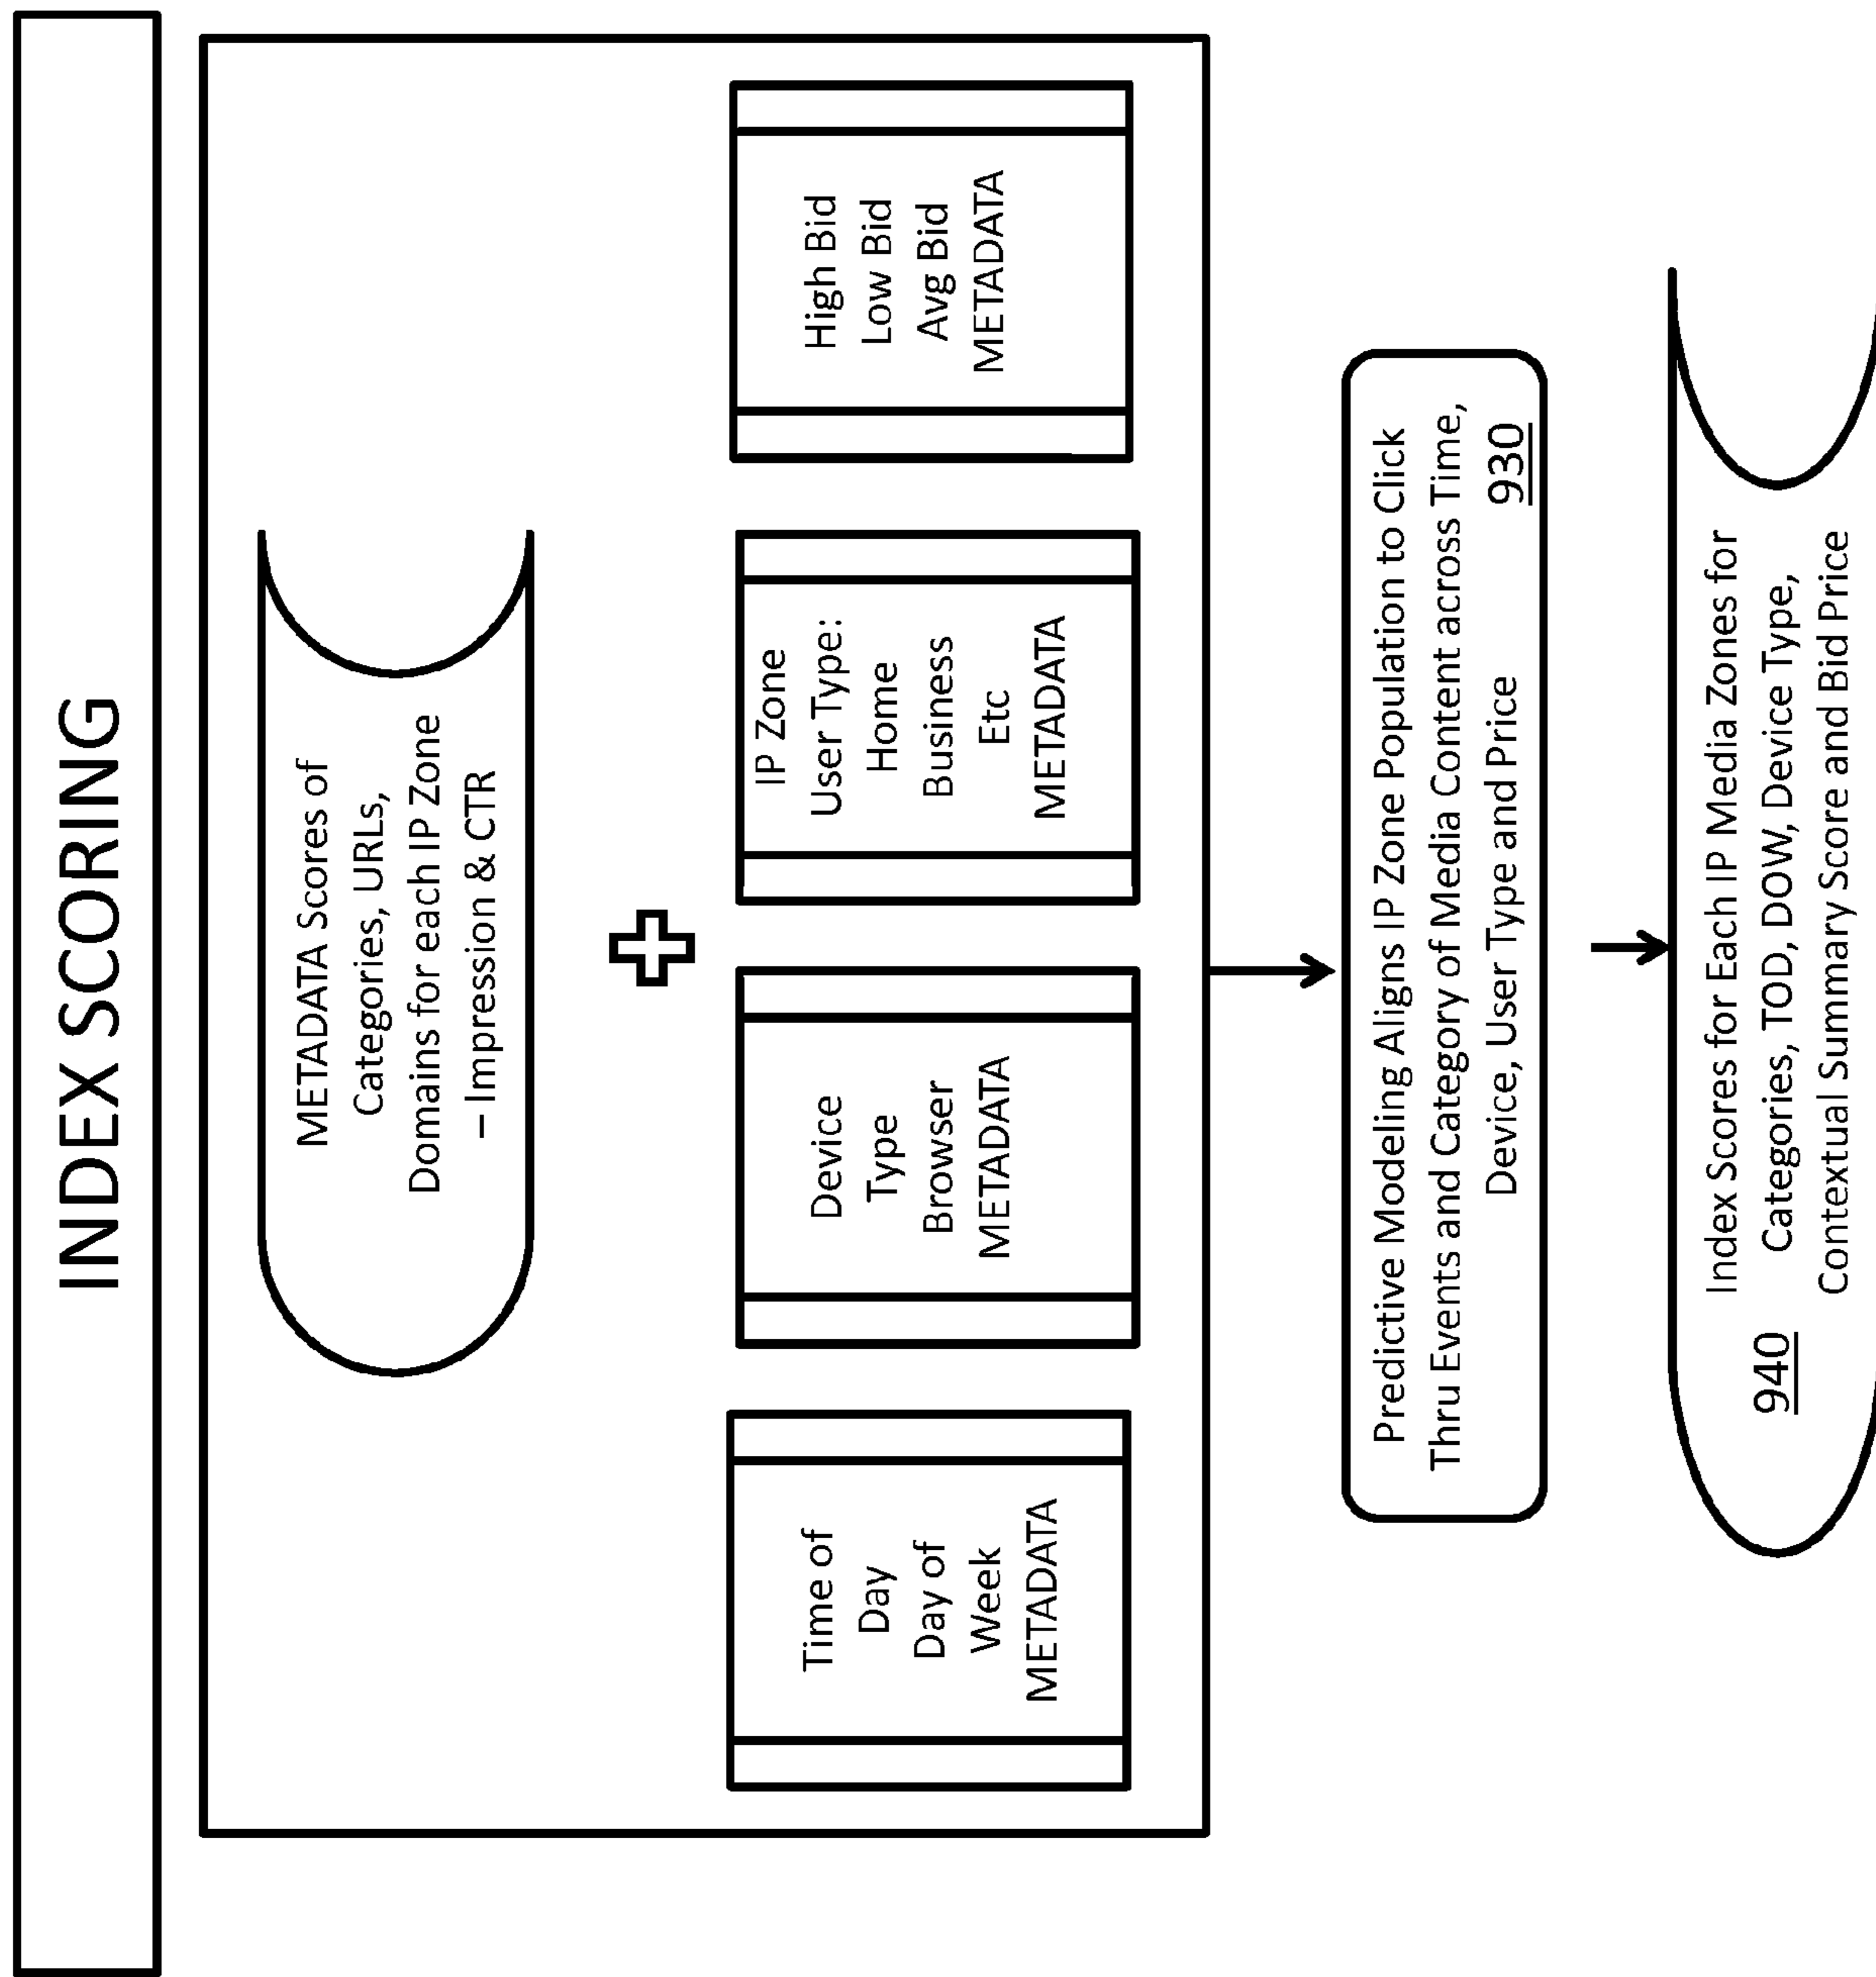 INDEX SCORING
METADATA Scores of
Categories, URLs,
Domains for each IP Zone
– Impression & CTR
Time of
Day
Day of
Week
METADATA
Device
Type
Browser
METADATA
IP Zone
User Type:
Home
Business
Etc
METADATA
High Bid
Low Bid
Avg Bid
METADATA
Predictive Modeling Aligns IP Zone Population to Click
Thru Events and Category of Media Content across Time,
Device, User Type and Price
930
940
Index Scores for Each IP Media Zones for
Categories, TOD, DOW, Device Type,
Contextual Summary Score and Bid Price